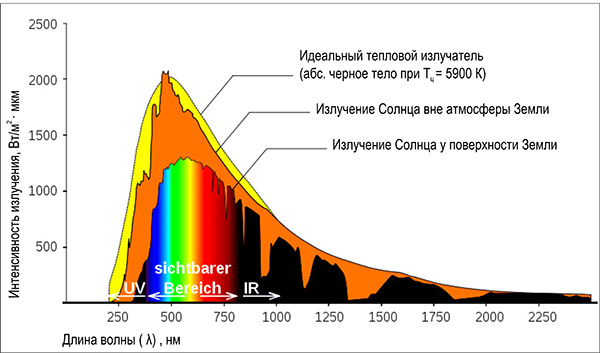 Интенсивность излучения, Вт/м² · мкм
2500
2000
1500
1000
500
Идеальный тепловой излучатель
(абс. черное тело при Tц = 5900 К)
Излучение Солнца вне атмосферы Земли
Излучение Солнца у поверхности Земли
sichtbarer
UV Bereich IR
250 500 750 1000 1250 1500 1750 2000 2250
Длина волны ( λ) , нм